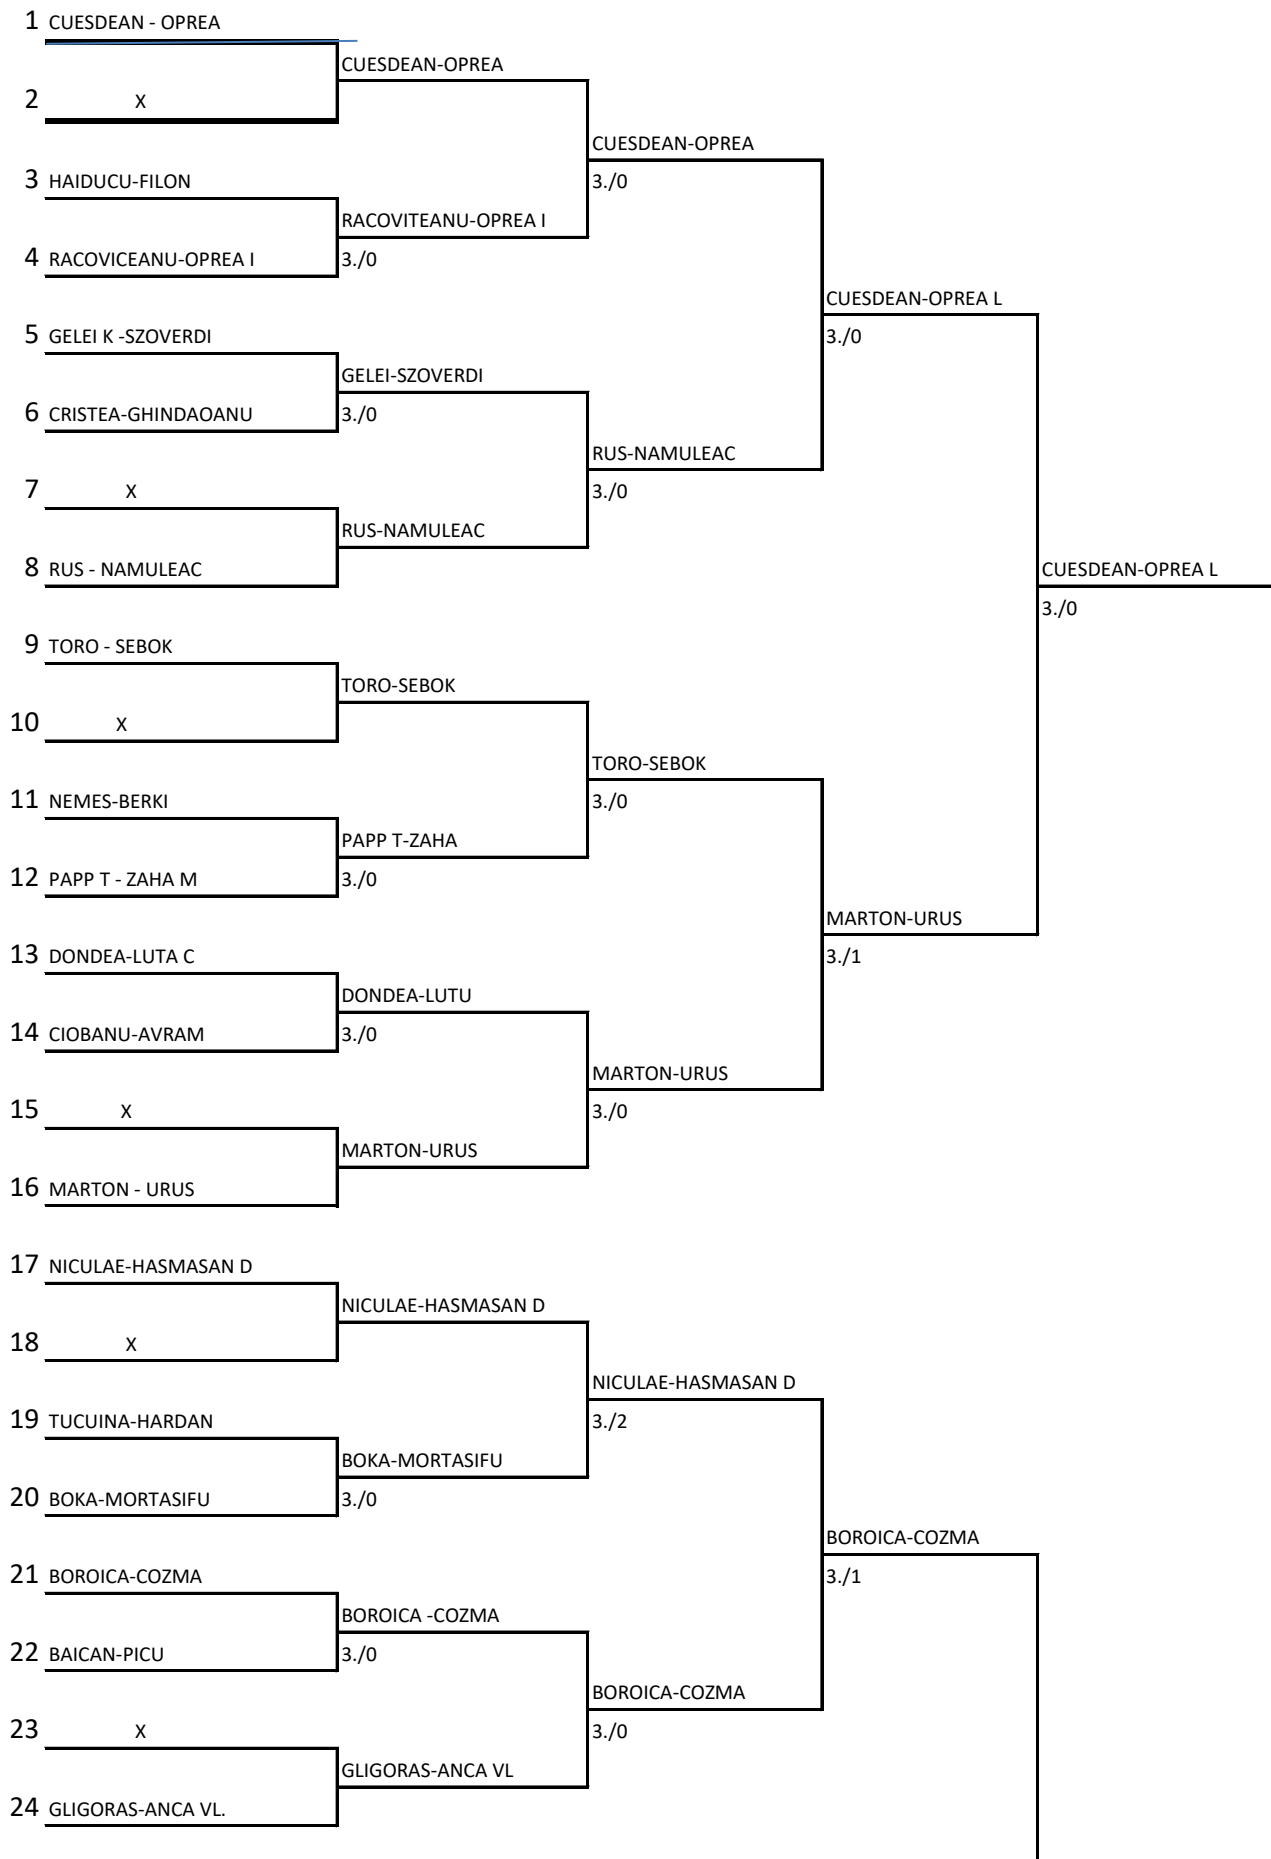 1 CUESDEAN - OPREA
CUESDEAN-OPREA
2 X
CUESDEAN-OPREA
3 HAIDUCU-FILON 3./0
RACOVITEANU-OPREA I
4 RACOVICEANU-OPREA I 3./0
CUESDEAN-OPREA L
5 GELEI K -SZOVERDI 3./0
GELEI-SZOVERDI
6 CRISTEA-GHINDAOANU 3./0
RUS-NAMULEAC
7 X 3./0
RUS-NAMULEAC
8 RUS - NAMULEAC CUESDEAN-OPREA L
3./0
9 TORO - SEBOK
TORO-SEBOK
10 X
TORO-SEBOK
11 NEMES-BERKI 3./0
PAPP T-ZAHA
12 PAPP T - ZAHA M 3./0
MARTON-URUS
13 DONDEA-LUTA C 3./1
DONDEA-LUTU
14 CIOBANU-AVRAM 3./0
MARTON-URUS
15 X 3./0
MARTON-URUS
16 MARTON - URUS
17 NICULAE-HASMASAN D
NICULAE-HASMASAN D
18 X
NICULAE-HASMASAN D
19 TUCUINA-HARDAN 3./2
BOKA-MORTASIFU
20 BOKA-MORTASIFU 3./0
BOROICA-COZMA
21 BOROICA-COZMA 3./1
BOROICA -COZMA
22 BAICAN-PICU 3./0
BOROICA-COZMA
23 X 3./0
GLIGORAS-ANCA VL
24 GLIGORAS-ANCA VL.